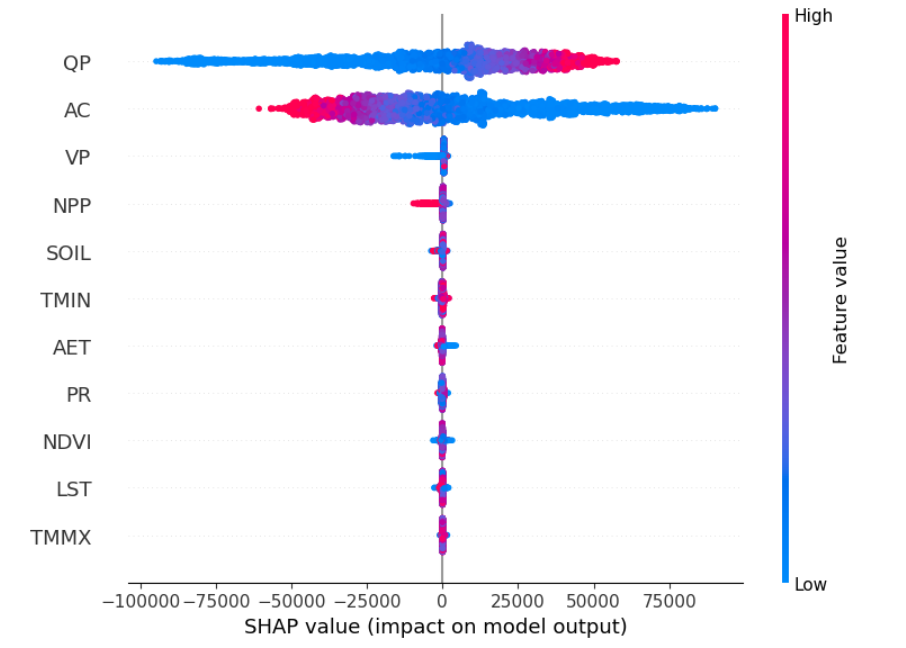 High
QP
AC
VP
NPP
SOIL
TMIN
AET
PR
NDVI
LST
TMMX
Feature value
Low
−100000 −75000 −50000 −25000 0 25000 50000 75000
SHAP value (impact on model output)